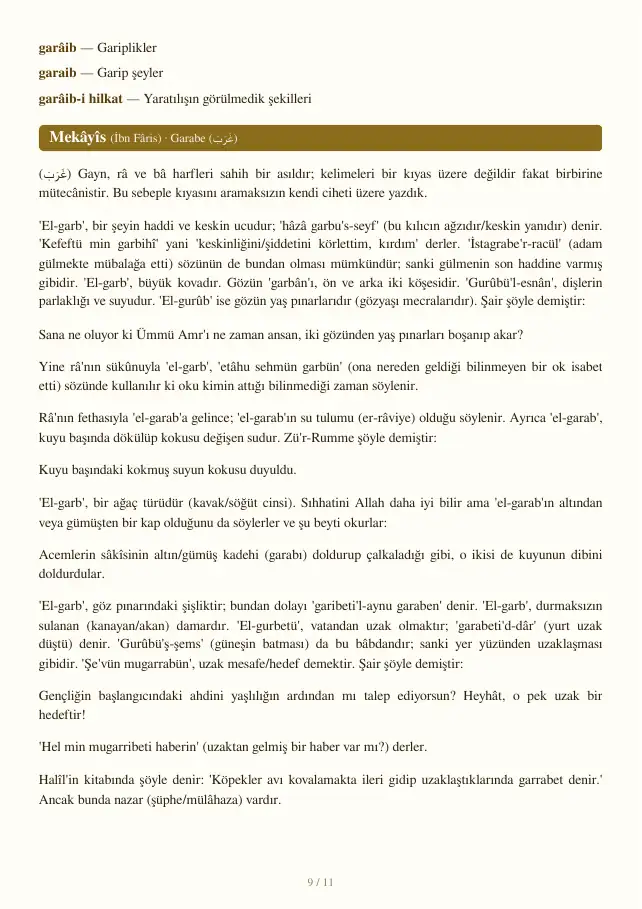 garâib — Gariplikler
garaib — Garip şeyler
garâib-i hilkat — Yaratılışın görülmedik şekilleri
Mekâyîs (İbn Fâris) · Garabe (غَرَبَ)
(غَرَبَ) Gayn, râ ve bâ harfleri sahih bir asıldır; kelimeleri bir kıyas üzere değildir fakat birbirine
mütecânistir. Bu sebeple kıyasını aramaksızın kendi ciheti üzere yazdık.
'El-garb', bir şeyin haddi ve keskin ucudur; 'hâzâ garbu's-seyf' (bu kılıcın ağzıdır/keskin yanıdır) denir.
'Kefeftü min garbihî' yani 'keskinliğini/şiddetini körlettim, kırdım' derler. 'İstagrabe'r-racül' (adam
gülmekte mübalağa etti) sözünün de bundan olması mümkündür; sanki gülmenin son haddine varmış
gibidir. 'El-garb', büyük kovadır. Gözün 'garbân'ı, ön ve arka iki köşesidir. 'Gurûbü'l-esnân', dişlerin
parlaklığı ve suyudur. 'El-gurûb' ise gözün yaş pınarlarıdır (gözyaşı mecralarıdır). Şair şöyle demiştir:
Sana ne oluyor ki Ümmü Amr'ı ne zaman ansan, iki gözünden yaş pınarları boşanıp akar?
Yine râ'nın sükûnuyla 'el-garb', 'etâhu sehmün garbün' (ona nereden geldiği bilinmeyen bir ok isabet
etti) sözünde kullanılır ki oku kimin attığı bilinmediği zaman söylenir.
Râ'nın fethasıyla 'el-garab'a gelince; 'el-garab'ın su tulumu (er-râviye) olduğu söylenir. Ayrıca 'el-garab',
kuyu başında dökülüp kokusu değişen sudur. Zü'r-Rumme şöyle demiştir:
Kuyu başındaki kokmuş suyun kokusu duyuldu.
'El-garb', bir ağaç türüdür (kavak/söğüt cinsi). Sıhhatini Allah daha iyi bilir ama 'el-garab'ın altından
veya gümüşten bir kap olduğunu da söylerler ve şu beyti okurlar:
Acemlerin sâkîsinin altın/gümüş kadehi (garabı) doldurup çalkaladığı gibi, o ikisi de kuyunun dibini
doldurdular.
'El-garb', göz pınarındaki şişliktir; bundan dolayı 'garibeti'l-aynu garaben' denir. 'El-garb', durmaksızın
sulanan (kanayan/akan) damardır. 'El-gurbetü', vatandan uzak olmaktır; 'garabeti'd-dâr' (yurt uzak
düştü) denir. 'Gurûbü'ş-şems' (güneşin batması) da bu bâbdandır; sanki yer yüzünden uzaklaşması
gibidir. 'Şe'vün mugarrabün', uzak mesafe/hedef demektir. Şair şöyle demiştir:
Gençliğin başlangıcındaki ahdini yaşlılığın ardından mı talep ediyorsun? Heyhât, o pek uzak bir
hedeftir!
'Hel min mugarribeti haberin' (uzaktan gelmiş bir haber var mı?) derler.
Halîl'in kitabında şöyle denir: 'Köpekler avı kovalamakta ileri gidip uzaklaştıklarında garrabet denir.'
Ancak bunda nazar (şüphe/mülâhaza) vardır.
9 / 11